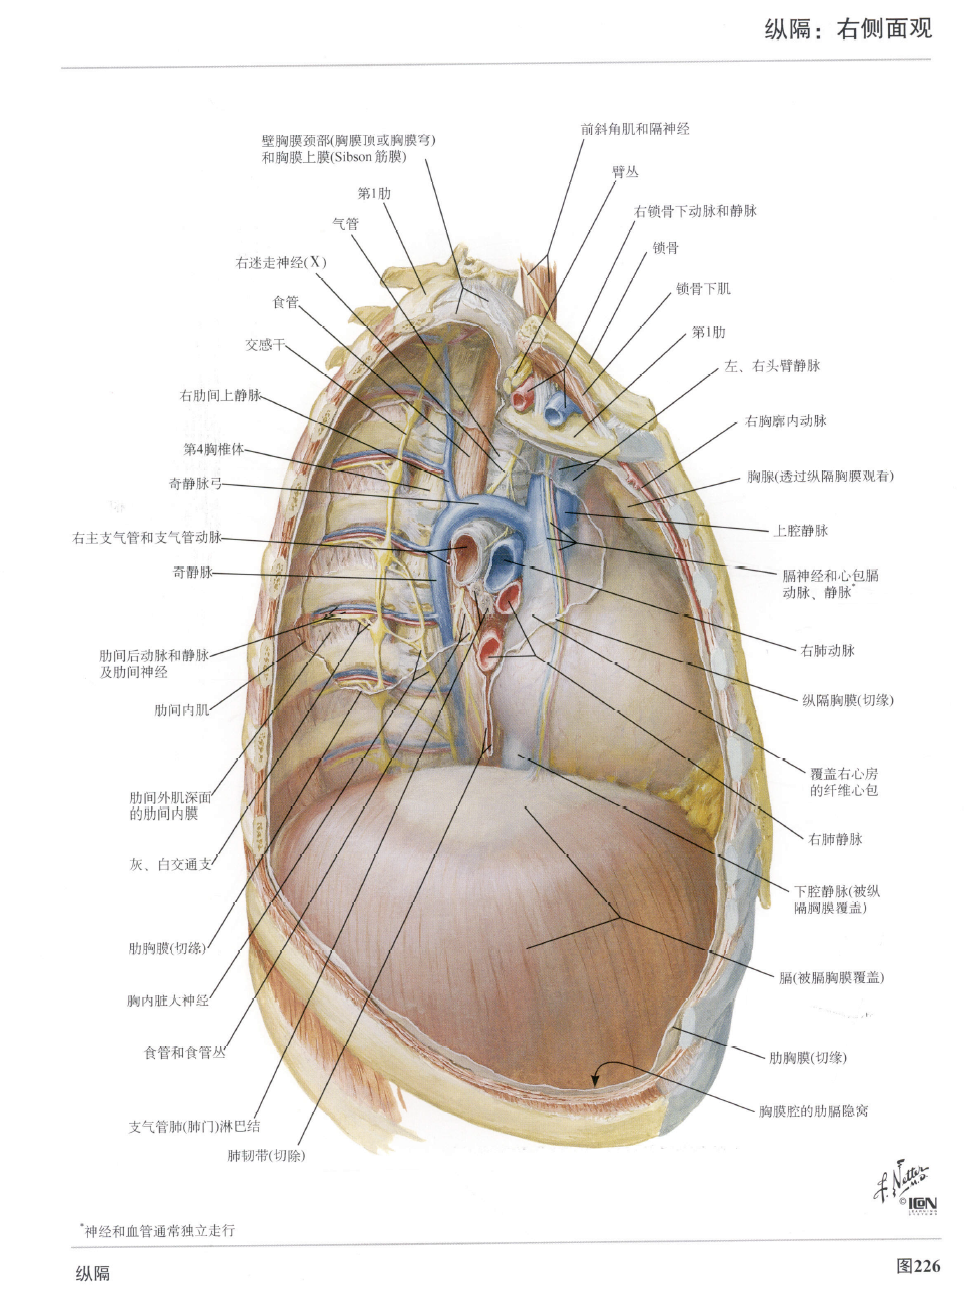 纵隔：右侧面观
壁胸膜颈部(胸膜顶或胸膜穹)
和胸膜上膜(Sibson 筋膜)
第1肋
气管
右迷走神经(X)
食管
交感干
右肋间上静脉
第4胸椎体
奇静脉弓
右主支气管和支气管动脉
奇静脉
肋间后动脉和静脉
及肋间神经
肋间内肌
肋间外肌深面
的肋间内膜
灰、白交通支
肋胸膜(切缘)
胸内脏大神经
食管和食管丛
支气管肺(肺门)淋巴结
肺韧带(切除)
前斜角肌和隔神经
臂丛
右锁骨下动脉和静脉
锁骨
锁骨下肌
第1肋
左、右头臂静脉
右胸廓内动脉
胸腺(透过纵隔胸膜观看)
上腔静脉
膈神经和心包膈
动脉、静脉*
右肺动脉
纵隔胸膜(切缘)
覆盖右心房
的纤维心包
右肺静脉
下腔静脉(被纵
隔胸膜覆盖)
膈(被膈胸膜覆盖)
肋胸膜(切缘)
胸膜腔的肋膈隐窝
F. Netter M.D.
© ICON
*神经和血管通常独立走行
纵隔
图226